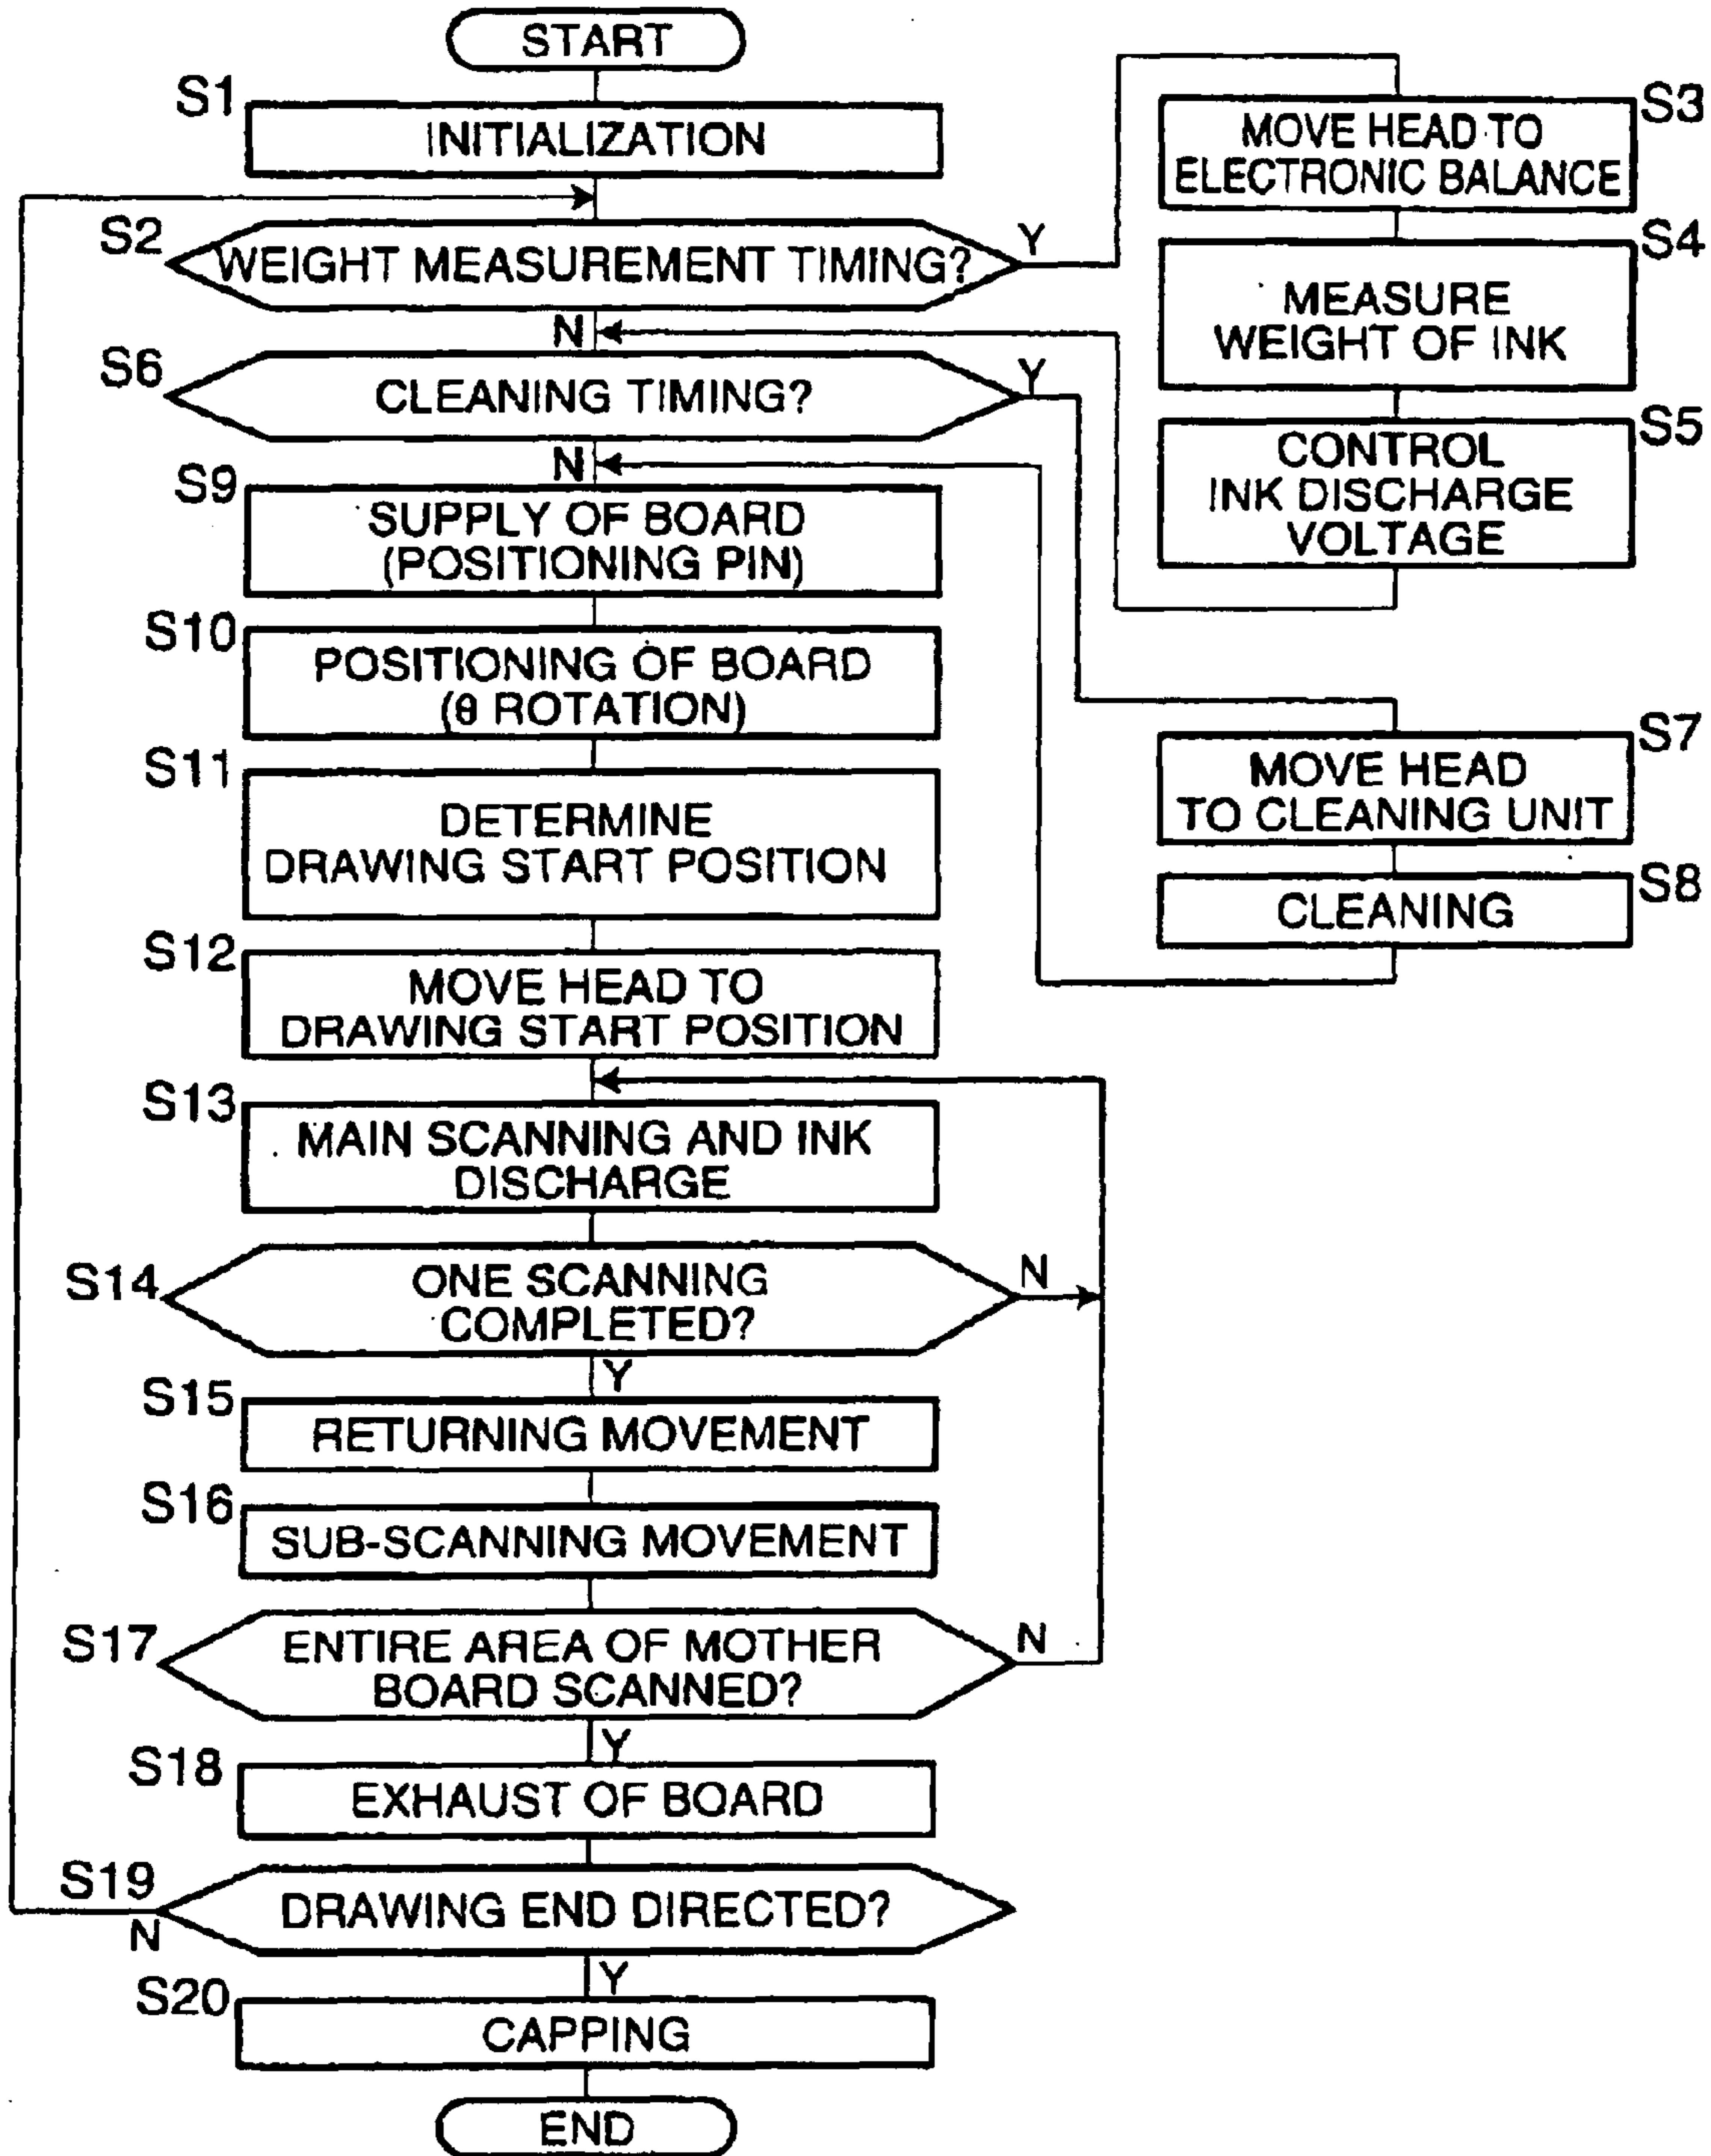 START
S1
INITIALIZATION
S2
WEIGHT MEASUREMENT TIMING?
Y
N
S3
MOVE HEAD TO
ELECTRONIC BALANCE
S4
MEASURE
WEIGHT OF INK
S5
CONTROL
INK DISCHARGE
VOLTAGE
S6
CLEANING TIMING?
Y
N
S7
MOVE HEAD
TO CLEANING UNIT
S8
CLEANING
S9
SUPPLY OF BOARD
(POSITIONING PIN)
S10
POSITIONING OF BOARD
(θ ROTATION)
S11
DETERMINE
DRAWING START POSITION
S12
MOVE HEAD TO
DRAWING START POSITION
S13
MAIN SCANNING AND INK
DISCHARGE
S14
ONE SCANNING
COMPLETED?
N
Y
S15
RETURNING MOVEMENT
S16
SUB-SCANNING MOVEMENT
S17
ENTIRE AREA OF MOTHER
BOARD SCANNED?
N
Y
S18
EXHAUST OF BOARD
S19
DRAWING END DIRECTED?
N
Y
S20
CAPPING
END